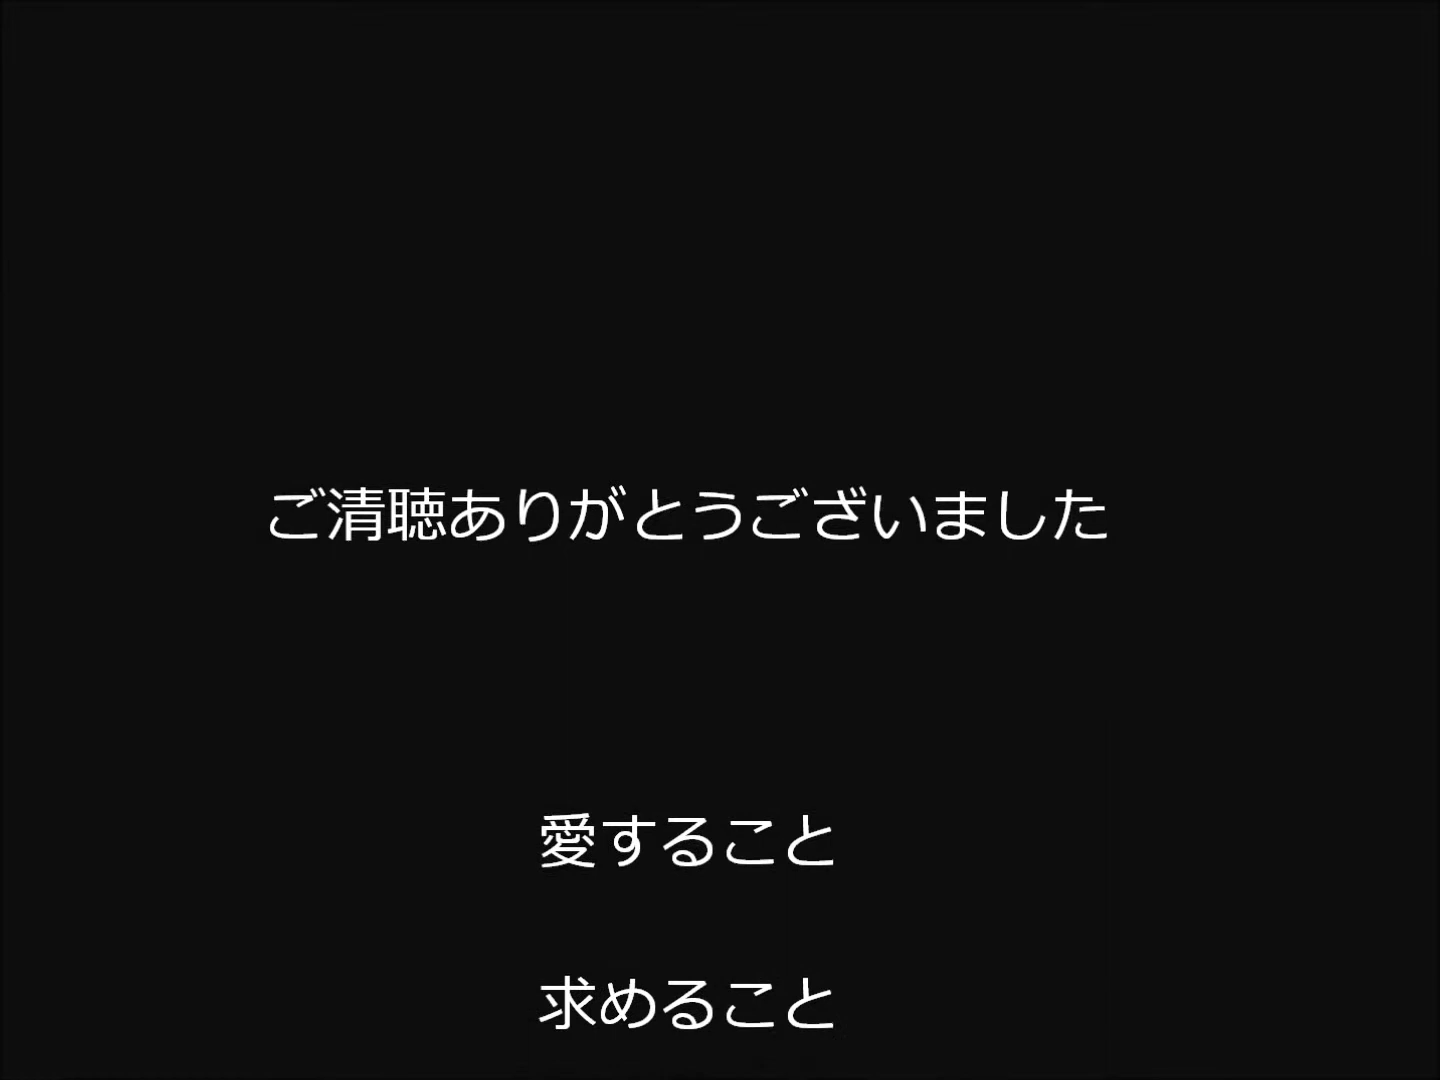 ご清聴ありがとうございました
愛すること
求めること